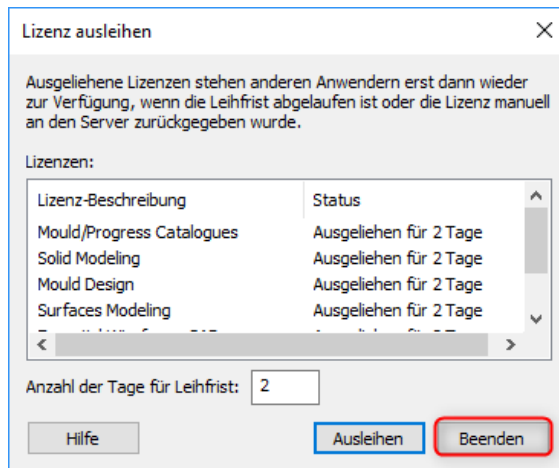 Lizenz ausleihen
Ausgeliehene Lizenzen stehen anderen Anwendern erst dann wieder
zur Verfügung, wenn die Leihfrist abgelaufen ist oder die Lizenz manuell
an den Server zurückgegeben wurde.
Lizenzen:
Lizenz-Beschreibung Status
Mould/Progress Catalogues Ausgeliehen für 2 Tage
Solid Modeling Ausgeliehen für 2 Tage
Mould Design Ausgeliehen für 2 Tage
Surfaces Modeling Ausgeliehen für 2 Tage
Anzahl der Tage für Leihfrist: 2
Hilfe Ausleihen Beenden